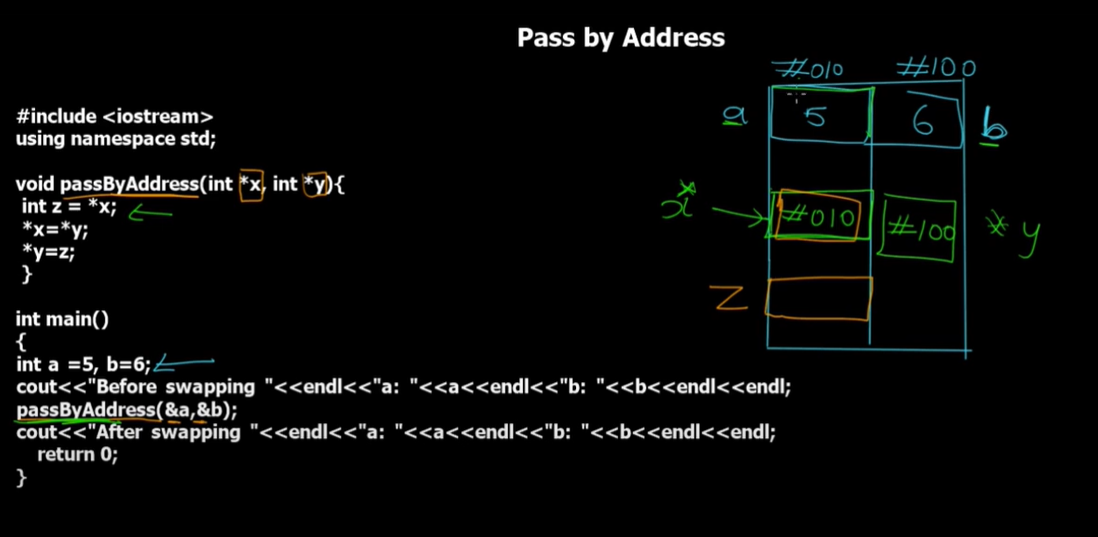 Pass by Address
#010 #100
a 5 6 b
#include <iostream>
using namespace std;
void passByAddress(int *x, int *y){
int z = *x;
*x=*y;
*y=z;
}
*x #010 #100 *y
z
int main()
{
int a =5, b=6;
cout<<"Before swapping "<<endl<<"a: "<<a<<endl<<"b: "<<b<<endl<<endl;
passByAddress(&a,&b);
cout<<"After swapping "<<endl<<"a: "<<a<<endl<<"b: "<<b<<endl<<endl;
return 0;
}